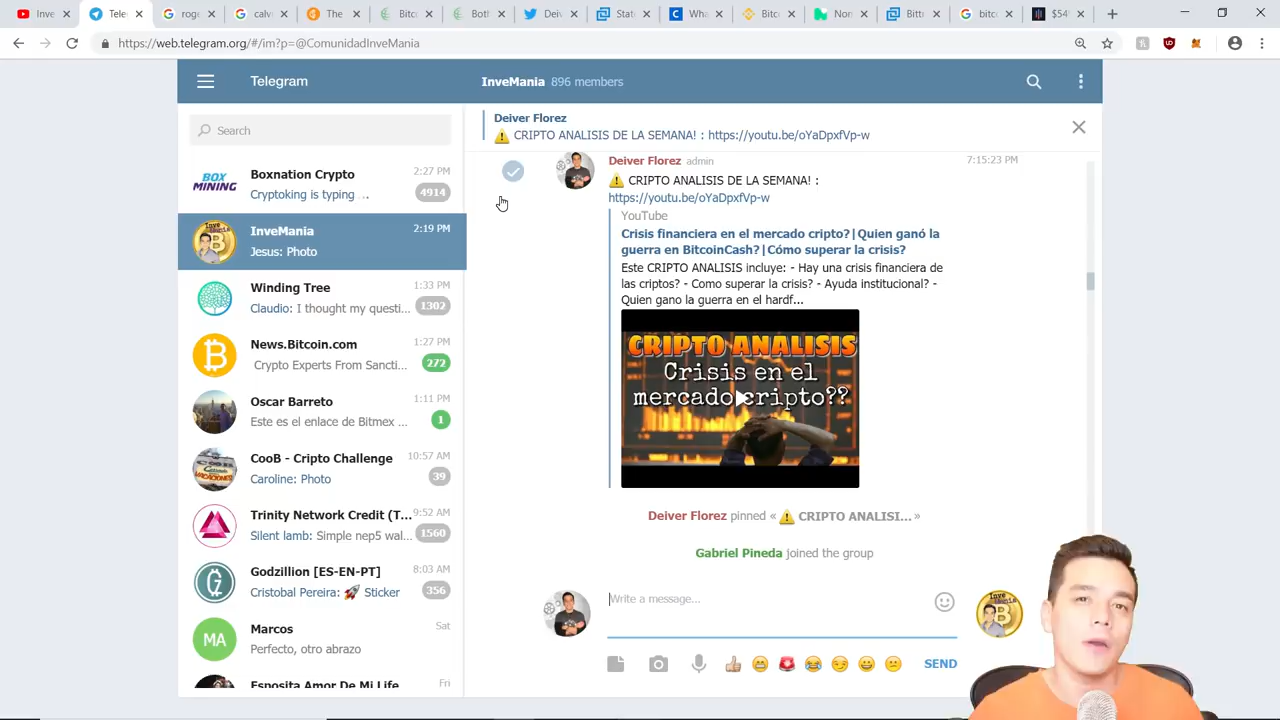 Inve
Tele
roge
calv
The
Bitc
Both
Deiv
State
Wha
Bitc
Non
Bitt
bitc
$54
https://web.telegram.org/#/im?p=@ComunidadInveMania
Telegram
InveMania 896 members
Search
Deiver Florez
CRIPTO ANALISIS DE LA SEMANA! : https://youtu.be/oYaDpxfVp-w
Boxnation Crypto 2:27 PM
Cryptoking is typing .. 4914
BOX
MINING
InveMania 2:19 PM
Jesus: Photo
Winding Tree 1:33 PM
Claudio: I thought my questi... 1302
News.Bitcoin.com 1:27 PM
Crypto Experts From Sancti... 272
Oscar Barreto 1:11 PM
Este es el enlace de Bitmex ... 1
CooB - Cripto Challenge 10:57 AM
Caroline: Photo 39
Trinity Network Credit (T... 9:52 AM
Silent lamb: Simple nep5 wal... 1560
Godzillion [ES-EN-PT] 8:03 AM
Cristobal Pereira: 🚀 Sticker 356
MA
Marcos Sat
Perfecto, otro abrazo
Esposita Amor De Mi Life Fri
Deiver Florez admin 7:15:23 PM
⚠ CRIPTO ANALISIS DE LA SEMANA! :
https://youtu.be/oYaDpxfVp-w
YouTube
Crisis financiera en el mercado cripto?|Quien ganó la
guerra en BitcoinCash?|Cómo superar la crisis?
Este CRIPTO ANALISIS incluye: - Hay una crisis financiera de
las criptos? - Como superar la crisis? - Ayuda institucional? -
Quien gano la guerra en el hardf...
CRIPTO ANALISIS
Crisis en el
mercado cripto??
Deiver Florez pinned « ⚠ CRIPTO ANALISI... »
Gabriel Pineda joined the group
Write a message...
SEND